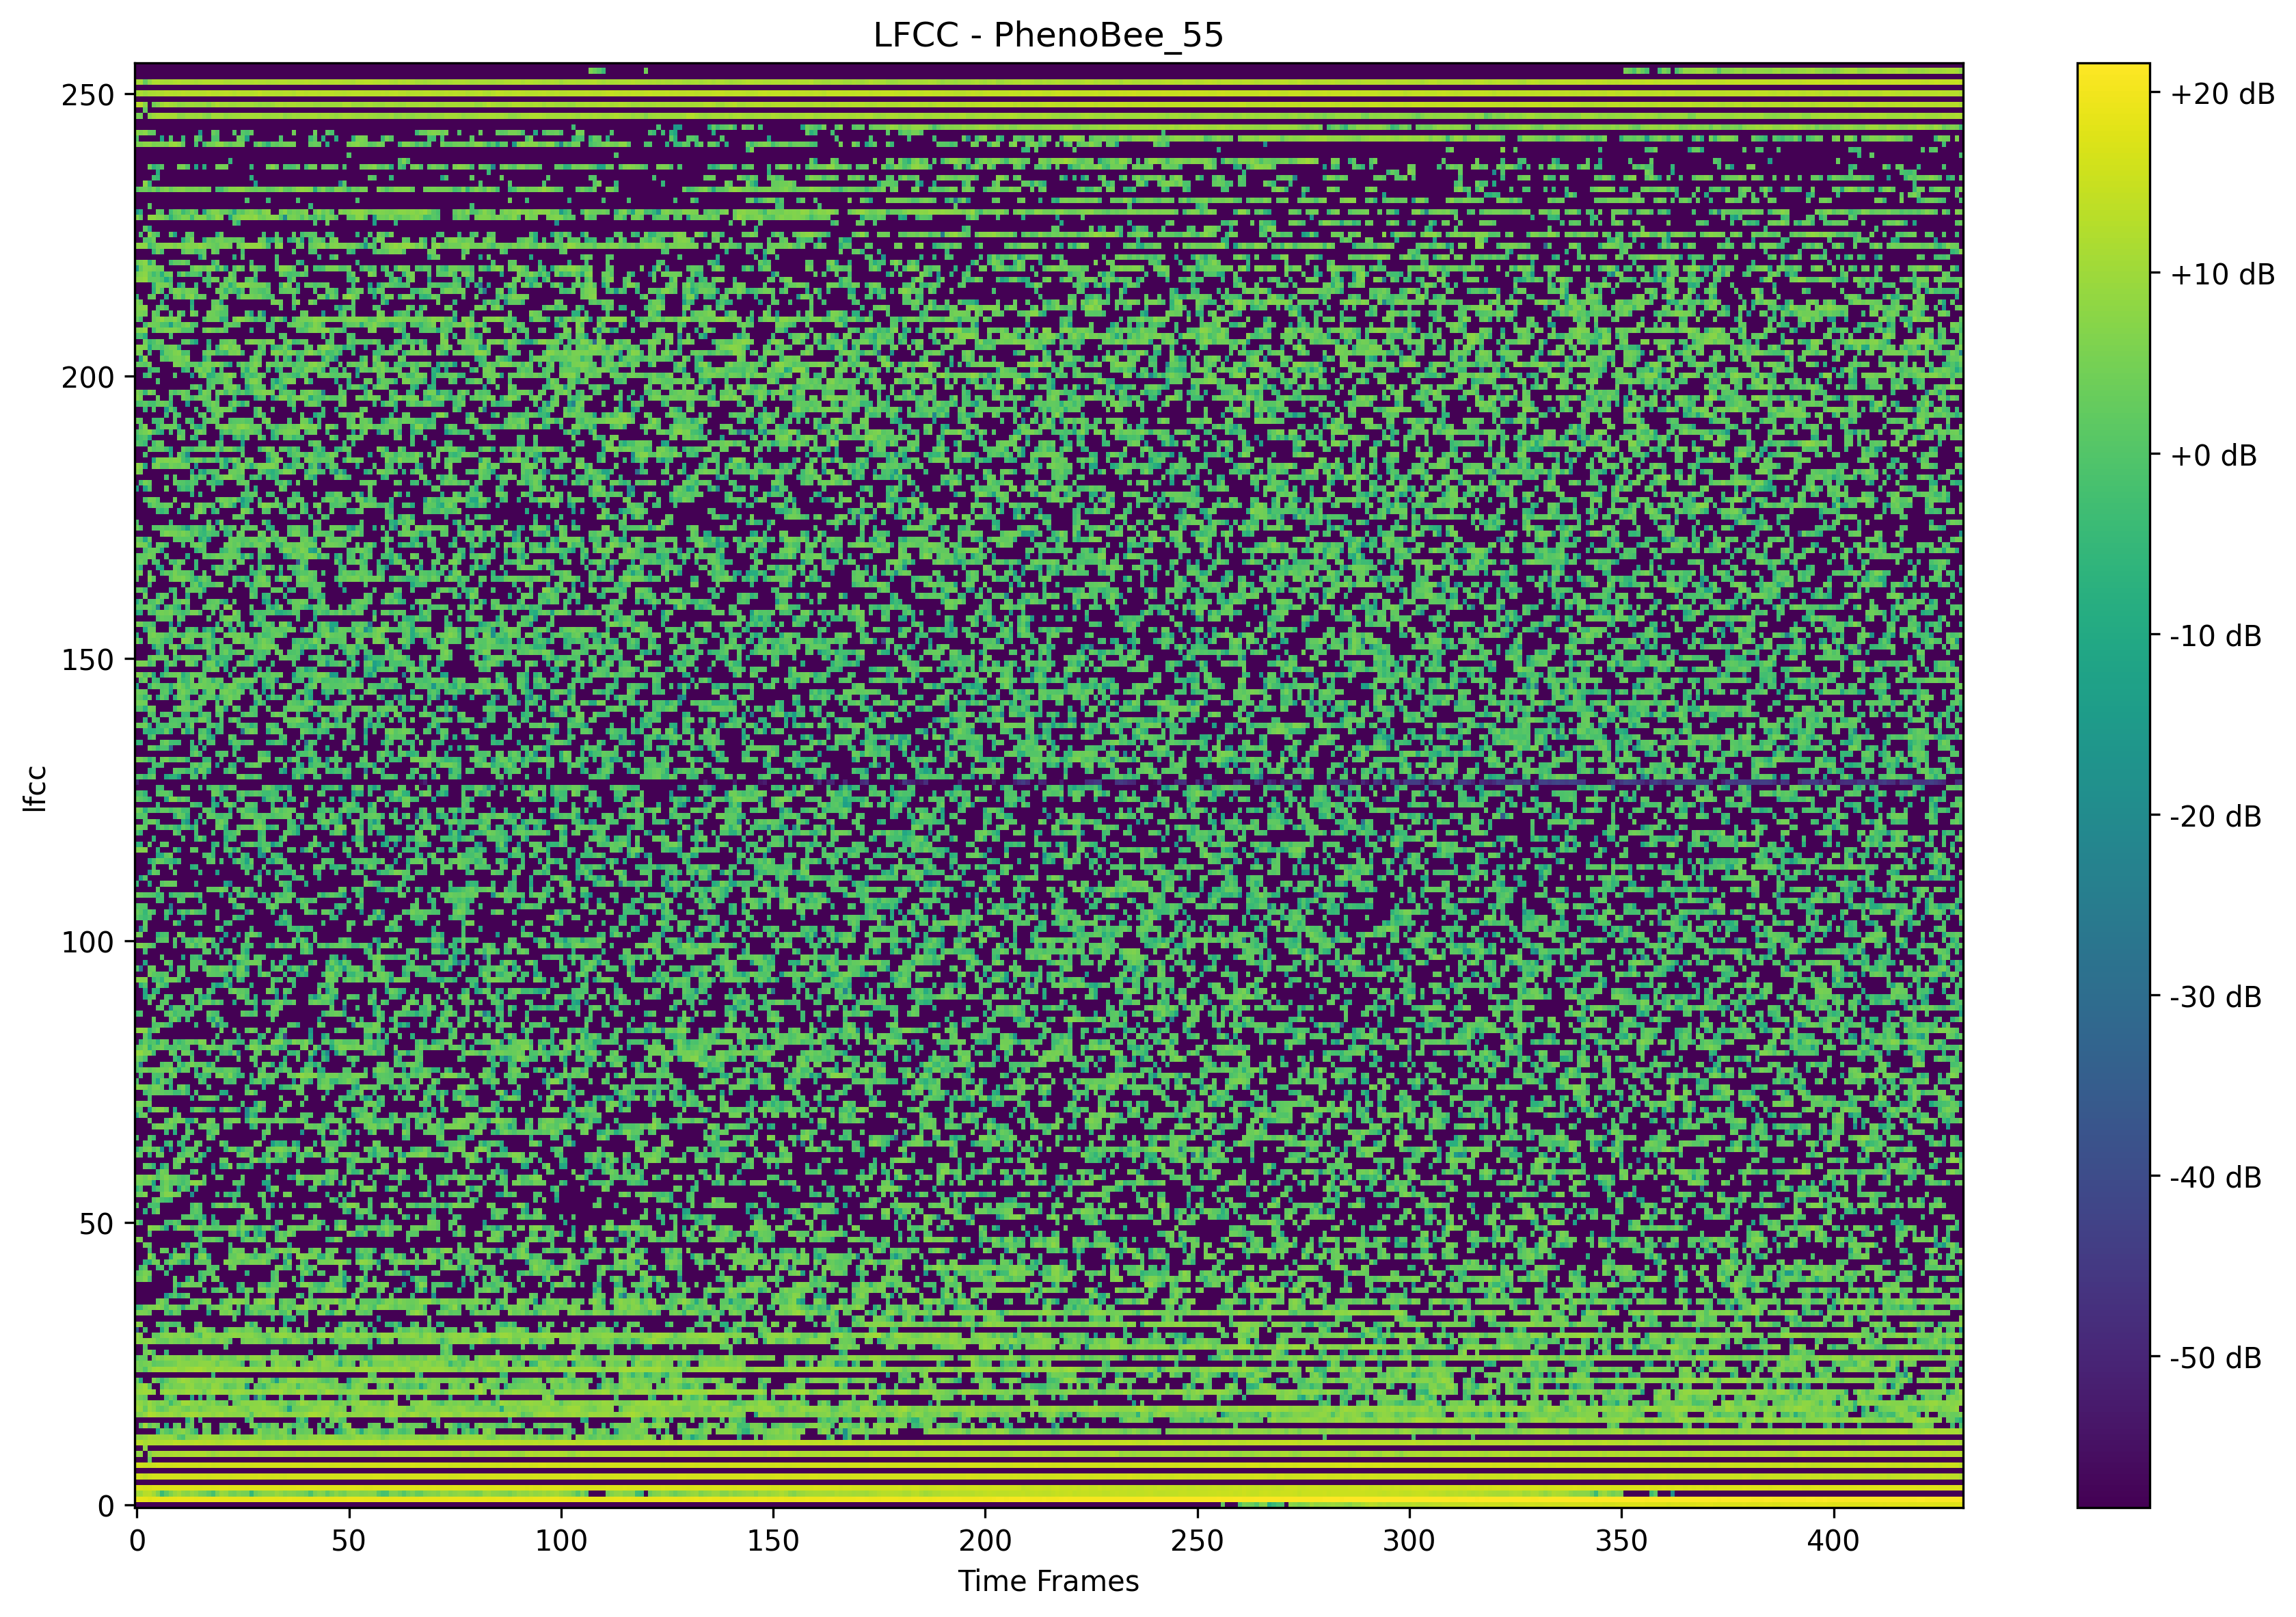 LFCC - PhenoBee_55
250
200
150
100
50
0
lfcc
0 50 100 150 200 250 300 350 400
Time Frames
+20 dB
+10 dB
+0 dB
-10 dB
-20 dB
-30 dB
-40 dB
-50 dB